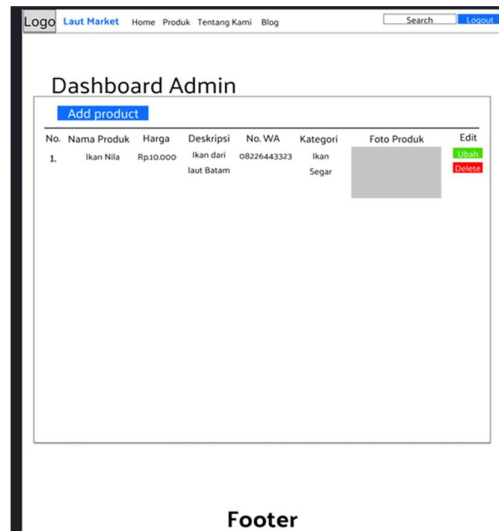 Logo Laut Market Home Produk Tentang Kami Blog Search Logout
Dashboard Admin
Add product
No. Nama Produk Harga Deskripsi No. WA Kategori Foto Produk Edit
1. Ikan Nila Rp.10.000 Ikan dari 08226443323 Ikan Ubah
laut Batam Segar Delete
Footer